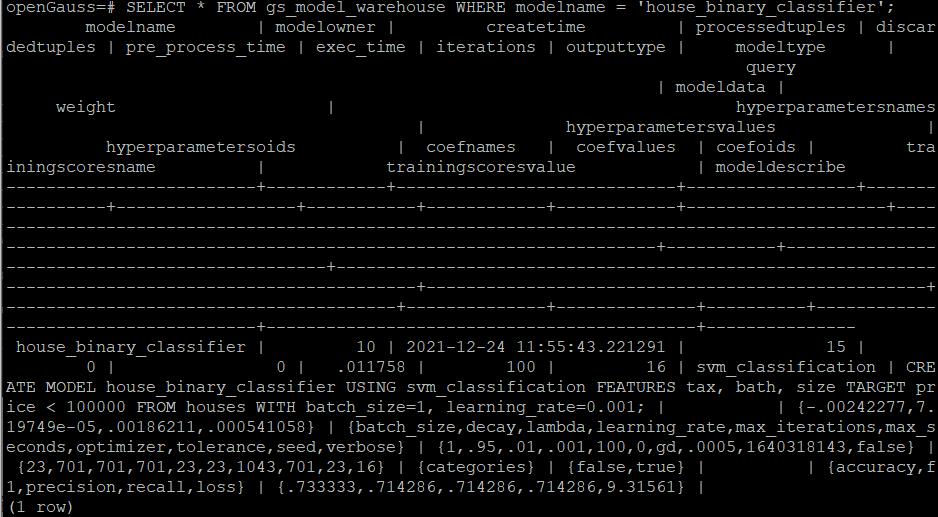 openGauss=# SELECT * FROM gs_model_warehouse WHERE modelname = 'house_binary_classifier';
        modelname        | modelowner |         createtime         | processedtuples | discar
dedtuples | pre_process_time | exec_time | iterations | outputtype |     modeltype      |
                                                                          query
                                                                 | modeldata |
     weight                     |                                        hyperparametersnames
                                         |              hyperparametersvalues               |
          hyperparametersoids          |  coefnames  |  coefvalues  | coefoids |         tra
iningscoresname         |            trainingscoresvalue            | modeldescribe
-------------------------+------------+----------------------------+-----------------+-------
----------+------------------+-----------+------------+------------+--------------------+----
---------------------------------------------------------------------------------------------
-----------------------------------------------------------------+-----------+---------------
--------------------------------+------------------------------------------------------------
-----------------------------------------+--------------------------------------------------+
---------------------------------------+--------------+--------------+----------+------------
-------------------------+-------------------------------------------+---------------
 house_binary_classifier |         10 | 2021-12-24 11:55:43.221291 |              15 |
        0 |                0 |   .011758 |        100 |         16 | svm_classification | CRE
ATE MODEL house_binary_classifier USING svm_classification FEATURES tax, bath, size TARGET pr
ice < 100000 FROM houses WITH batch_size=1, learning_rate=0.001; |           | {-.00242277,7.
19749e-05,.00186211,.000541058} | {batch_size,decay,lambda,learning_rate,max_iterations,max_s
econds,optimizer,tolerance,seed,verbose} | {1,.95,.01,.001,100,0,gd,.0005,1640318143,false} |
 {23,701,701,701,23,23,1043,701,23,16} | {categories} | {false,true} |          | {accuracy,f
1,precision,recall,loss} | {.733333,.714286,.714286,.714286,9.31561} |
(1 row)